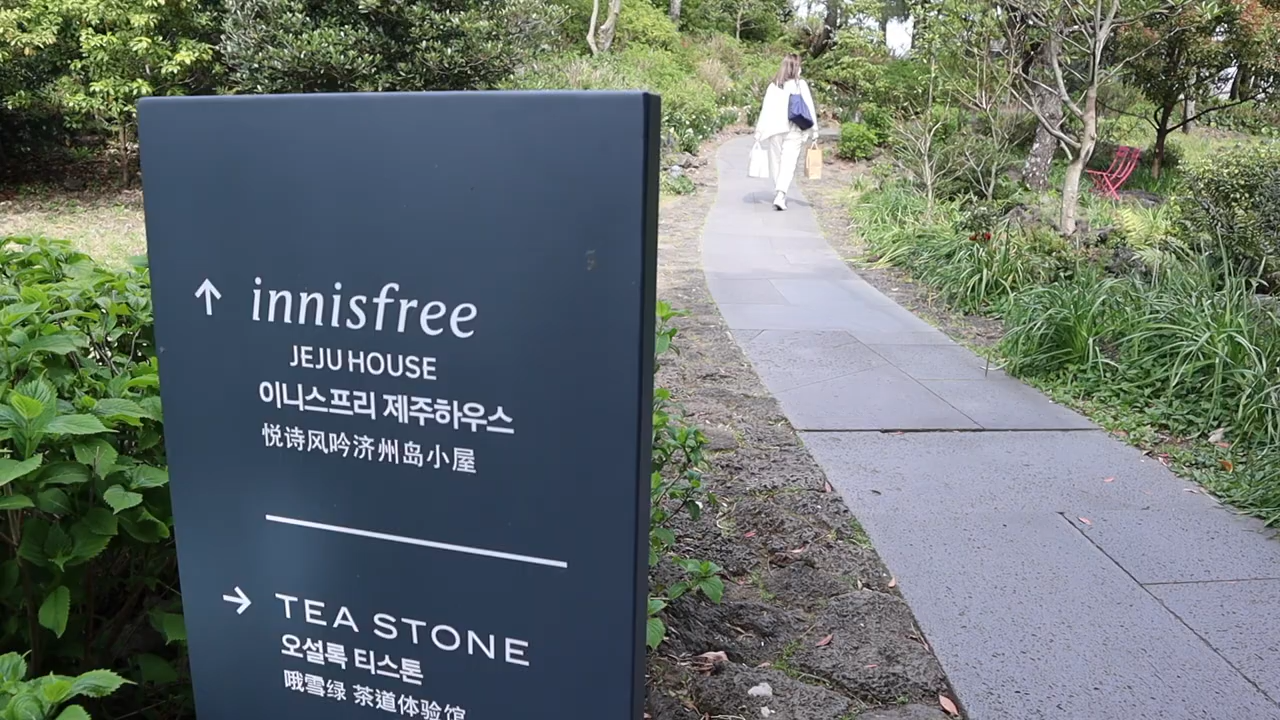 ↑ innisfree
JEJU HOUSE
이니스프리 제주하우스
悦诗风吟济州岛小屋
→ TEA STONE
오설록 티스톤
哦雪绿 茶道体验馆